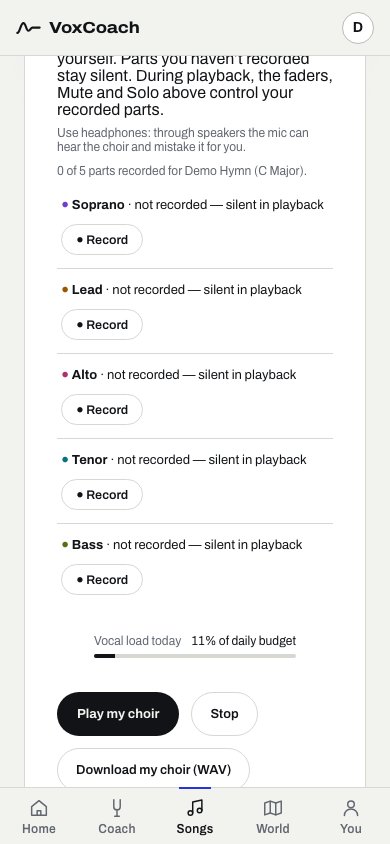 VoxCoach
D
yourself. Parts you haven't recorded
stay silent. During playback, the faders,
Mute and Solo above control your
recorded parts.
Use headphones: through speakers the mic can
hear the choir and mistake it for you.
0 of 5 parts recorded for Demo Hymn (C Major).
Soprano · not recorded — silent in playback
Record
Lead · not recorded — silent in playback
Record
Alto · not recorded — silent in playback
Record
Tenor · not recorded — silent in playback
Record
Bass · not recorded — silent in playback
Record
Vocal load today 11% of daily budget
Play my choir Stop
Download my choir (WAV)
Home Coach Songs World You